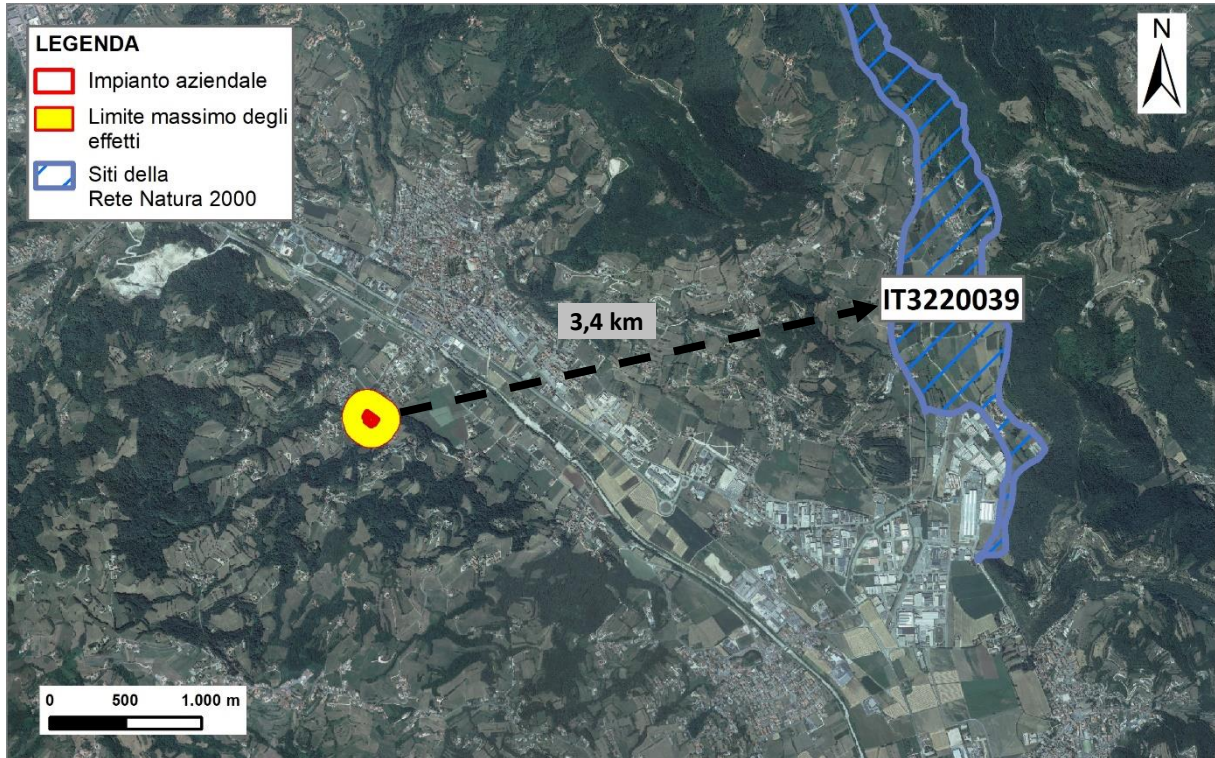 LEGENDA
Impianto aziendale
Limite massimo degli
effetti
Siti della
Rete Natura 2000
N
IT3220039
3,4 km
0 500 1.000 m